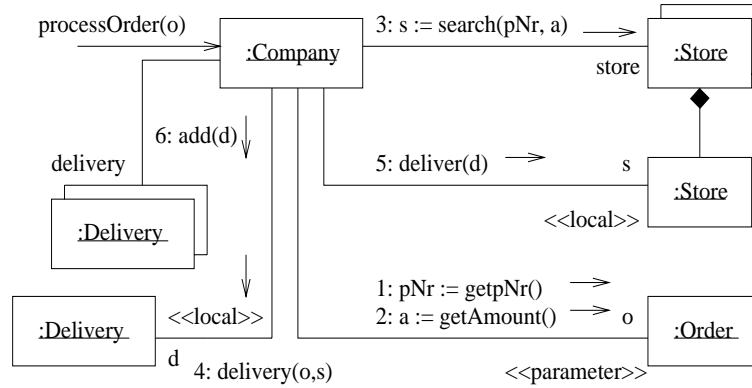 processOrder(o)
:Company
3: s := search(pNr, a)
:Store
store
6: add(d)
delivery
5: deliver(d)
s
:Store
<<local>>
:Delivery
1: pNr := getpNr()
2: a := getAmount()
o
:Order
<<parameter>>
:Delivery
<<local>>
d
4: delivery(o,s)